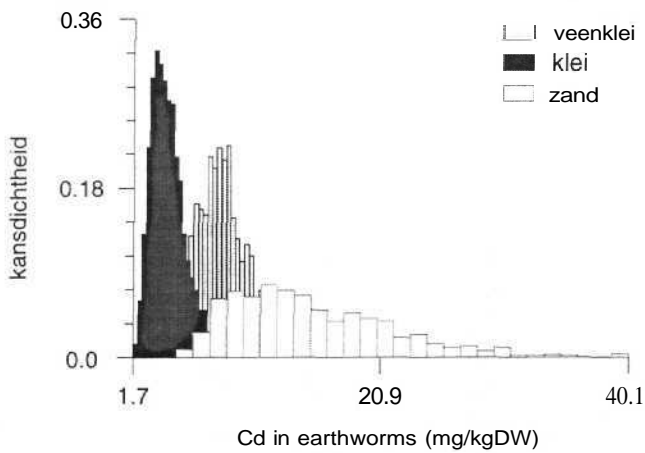 0.36
veenklei
klei
zand
kansdichtheid
0.18
0.0
1.7
20.9
40.1
Cd in earthworms (mg/kgDW)